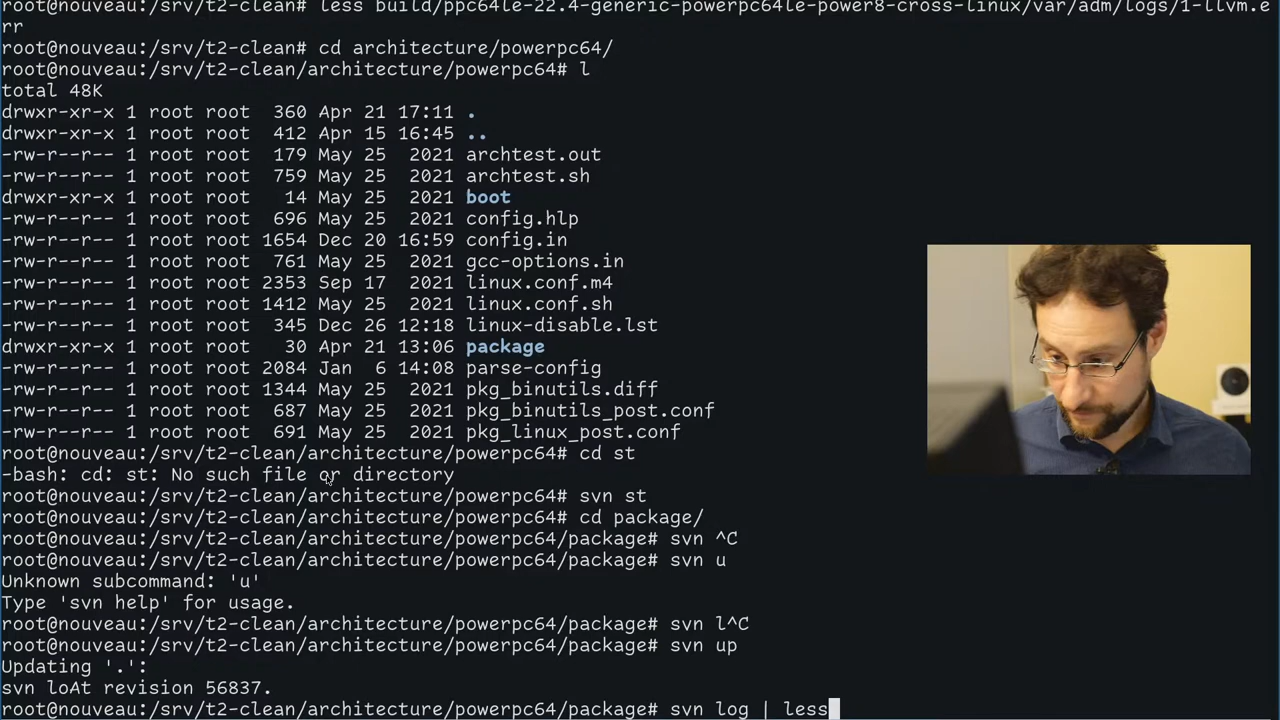 root@nouveau:/srv/t2-clean# less build/ppc64le-22.4-generic-powerpc64le-power8-cross-linux/var/adm/logs/1-llvm.e
rr
root@nouveau:/srv/t2-clean# cd architecture/powerpc64/
root@nouveau:/srv/t2-clean/architecture/powerpc64# l
total 48K
drwxr-xr-x 1 root root  360 Apr 21 17:11 .
drwxr-xr-x 1 root root  412 Apr 15 16:45 ..
-rw-r--r-- 1 root root  179 May 25  2021 archtest.out
-rw-r--r-- 1 root root  759 May 25  2021 archtest.sh
drwxr-xr-x 1 root root   14 May 25  2021 boot
-rw-r--r-- 1 root root  696 May 25  2021 config.hlp
-rw-r--r-- 1 root root 1654 Dec 20 16:59 config.in
-rw-r--r-- 1 root root  761 May 25  2021 gcc-options.in
-rw-r--r-- 1 root root 2353 Sep 17  2021 linux.conf.m4
-rw-r--r-- 1 root root 1412 May 25  2021 linux.conf.sh
-rw-r--r-- 1 root root  345 Dec 26 12:18 linux-disable.lst
drwxr-xr-x 1 root root   30 Apr 21 13:06 package
-rw-r--r-- 1 root root 2084 Jan  6 14:08 parse-config
-rw-r--r-- 1 root root 1344 May 25  2021 pkg_binutils.diff
-rw-r--r-- 1 root root  687 May 25  2021 pkg_binutils_post.conf
-rw-r--r-- 1 root root  691 May 25  2021 pkg_linux_post.conf
root@nouveau:/srv/t2-clean/architecture/powerpc64# cd st
-bash: cd: st: No such file or directory
root@nouveau:/srv/t2-clean/architecture/powerpc64# svn st
root@nouveau:/srv/t2-clean/architecture/powerpc64# cd package/
root@nouveau:/srv/t2-clean/architecture/powerpc64/package# svn ^C
root@nouveau:/srv/t2-clean/architecture/powerpc64/package# svn u
Unknown subcommand: 'u'
Type 'svn help' for usage.
root@nouveau:/srv/t2-clean/architecture/powerpc64/package# svn l^C
root@nouveau:/srv/t2-clean/architecture/powerpc64/package# svn up
Updating '.':
svn loAt revision 56837.
root@nouveau:/srv/t2-clean/architecture/powerpc64/package# svn log | less